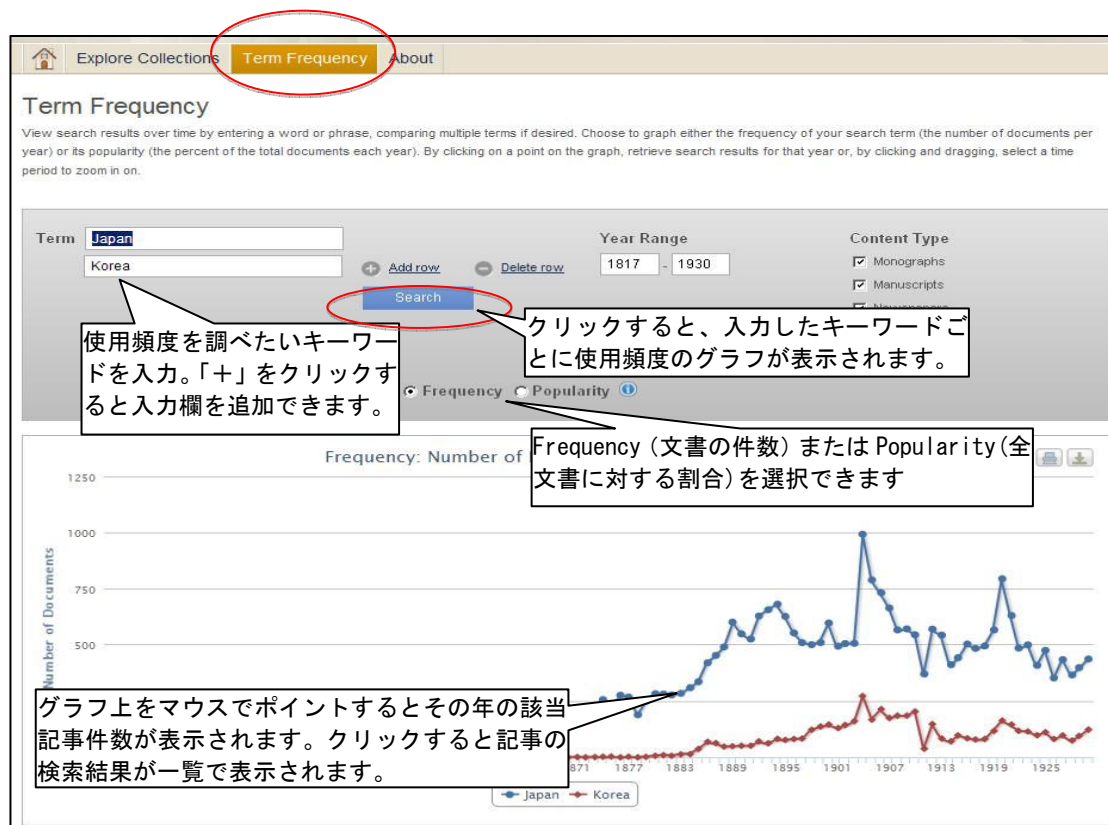 Explore Collections Term Frequency About
Term Frequency
View search results over time by entering a word or phrase, comparing multiple terms if desired. Choose to graph either the frequency of your search term (the number of documents per
year) or its popularity (the percent of the total documents each year). By clicking on a point on the graph, retrieve search results for that year or, by clicking and dragging, select a time
period to zoom in on.
Term Japan Year Range Content Type
Korea Add row Delete row 1817 - 1930 Monographs
Manuscripts
Search
使用頻度を調べたいキーワー
ドを入力。「＋」をクリックす
ると入力欄を追加できます。
クリックすると、入力したキーワードご
とに使用頻度のグラフが表示されます。
Frequency Popularity
Frequency（文書の件数）または Popularity（全
文書に対する割合）を選択できます
Frequency: Number of
1250
1000
750
500
Number of Documents
グラフ上をマウスでポイントするとその年の該当
記事件数が表示されます。クリックすると記事の
検索結果が一覧で表示されます。
1871 1877 1883 1889 1895 1901 1907 1913 1919 1925
Japan Korea